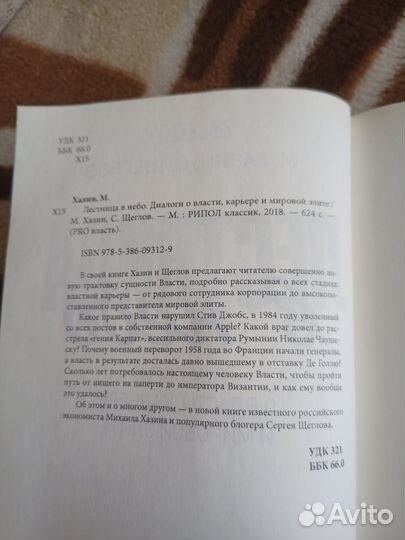 УДК 321
ББК 66.0
Х15
Хазин, М.
Х15 Лестница в небо. Диалоги о власти, карьере и мировой элите /
М. Хазин, С. Щеглов. — М. : РИПОЛ классик, 2018. — 624 с. —
(PRO власть).
ISBN 978-5-386-09312-9
В своей книге Хазин и Щеглов предлагают читателю совершенно но-
вую трактовку сущности Власти, подробно рассказывая о всех стадиях
властной карьеры — от рядового сотрудника корпорации до высокопо-
ставленного представителя мировой элиты.
Какое правило Власти нарушил Стив Джобс, в 1984 году уволенный
со всех постов в собственной компании Apple? Какой враг довел до рас-
стрела «гения Карпат», всесильного диктатора Румынии Николае Чауше-
ску? Почему военный переворот 1958 года во Франции начали генералы,
а власть в результате досталась давно вышедшему в отставку Де Голлю?
Сколько лет потребовалось настоящему человеку Власти, чтобы пройти
путь от нищего на паперти до императора Византии, и как ему вообще
это удалось?
Об этом и о многом другом — в новой книге известного российского
экономиста Михаила Хазина и популярного блогера Сергея Щеглова.
УДК 321
ББК 66.0
Avito